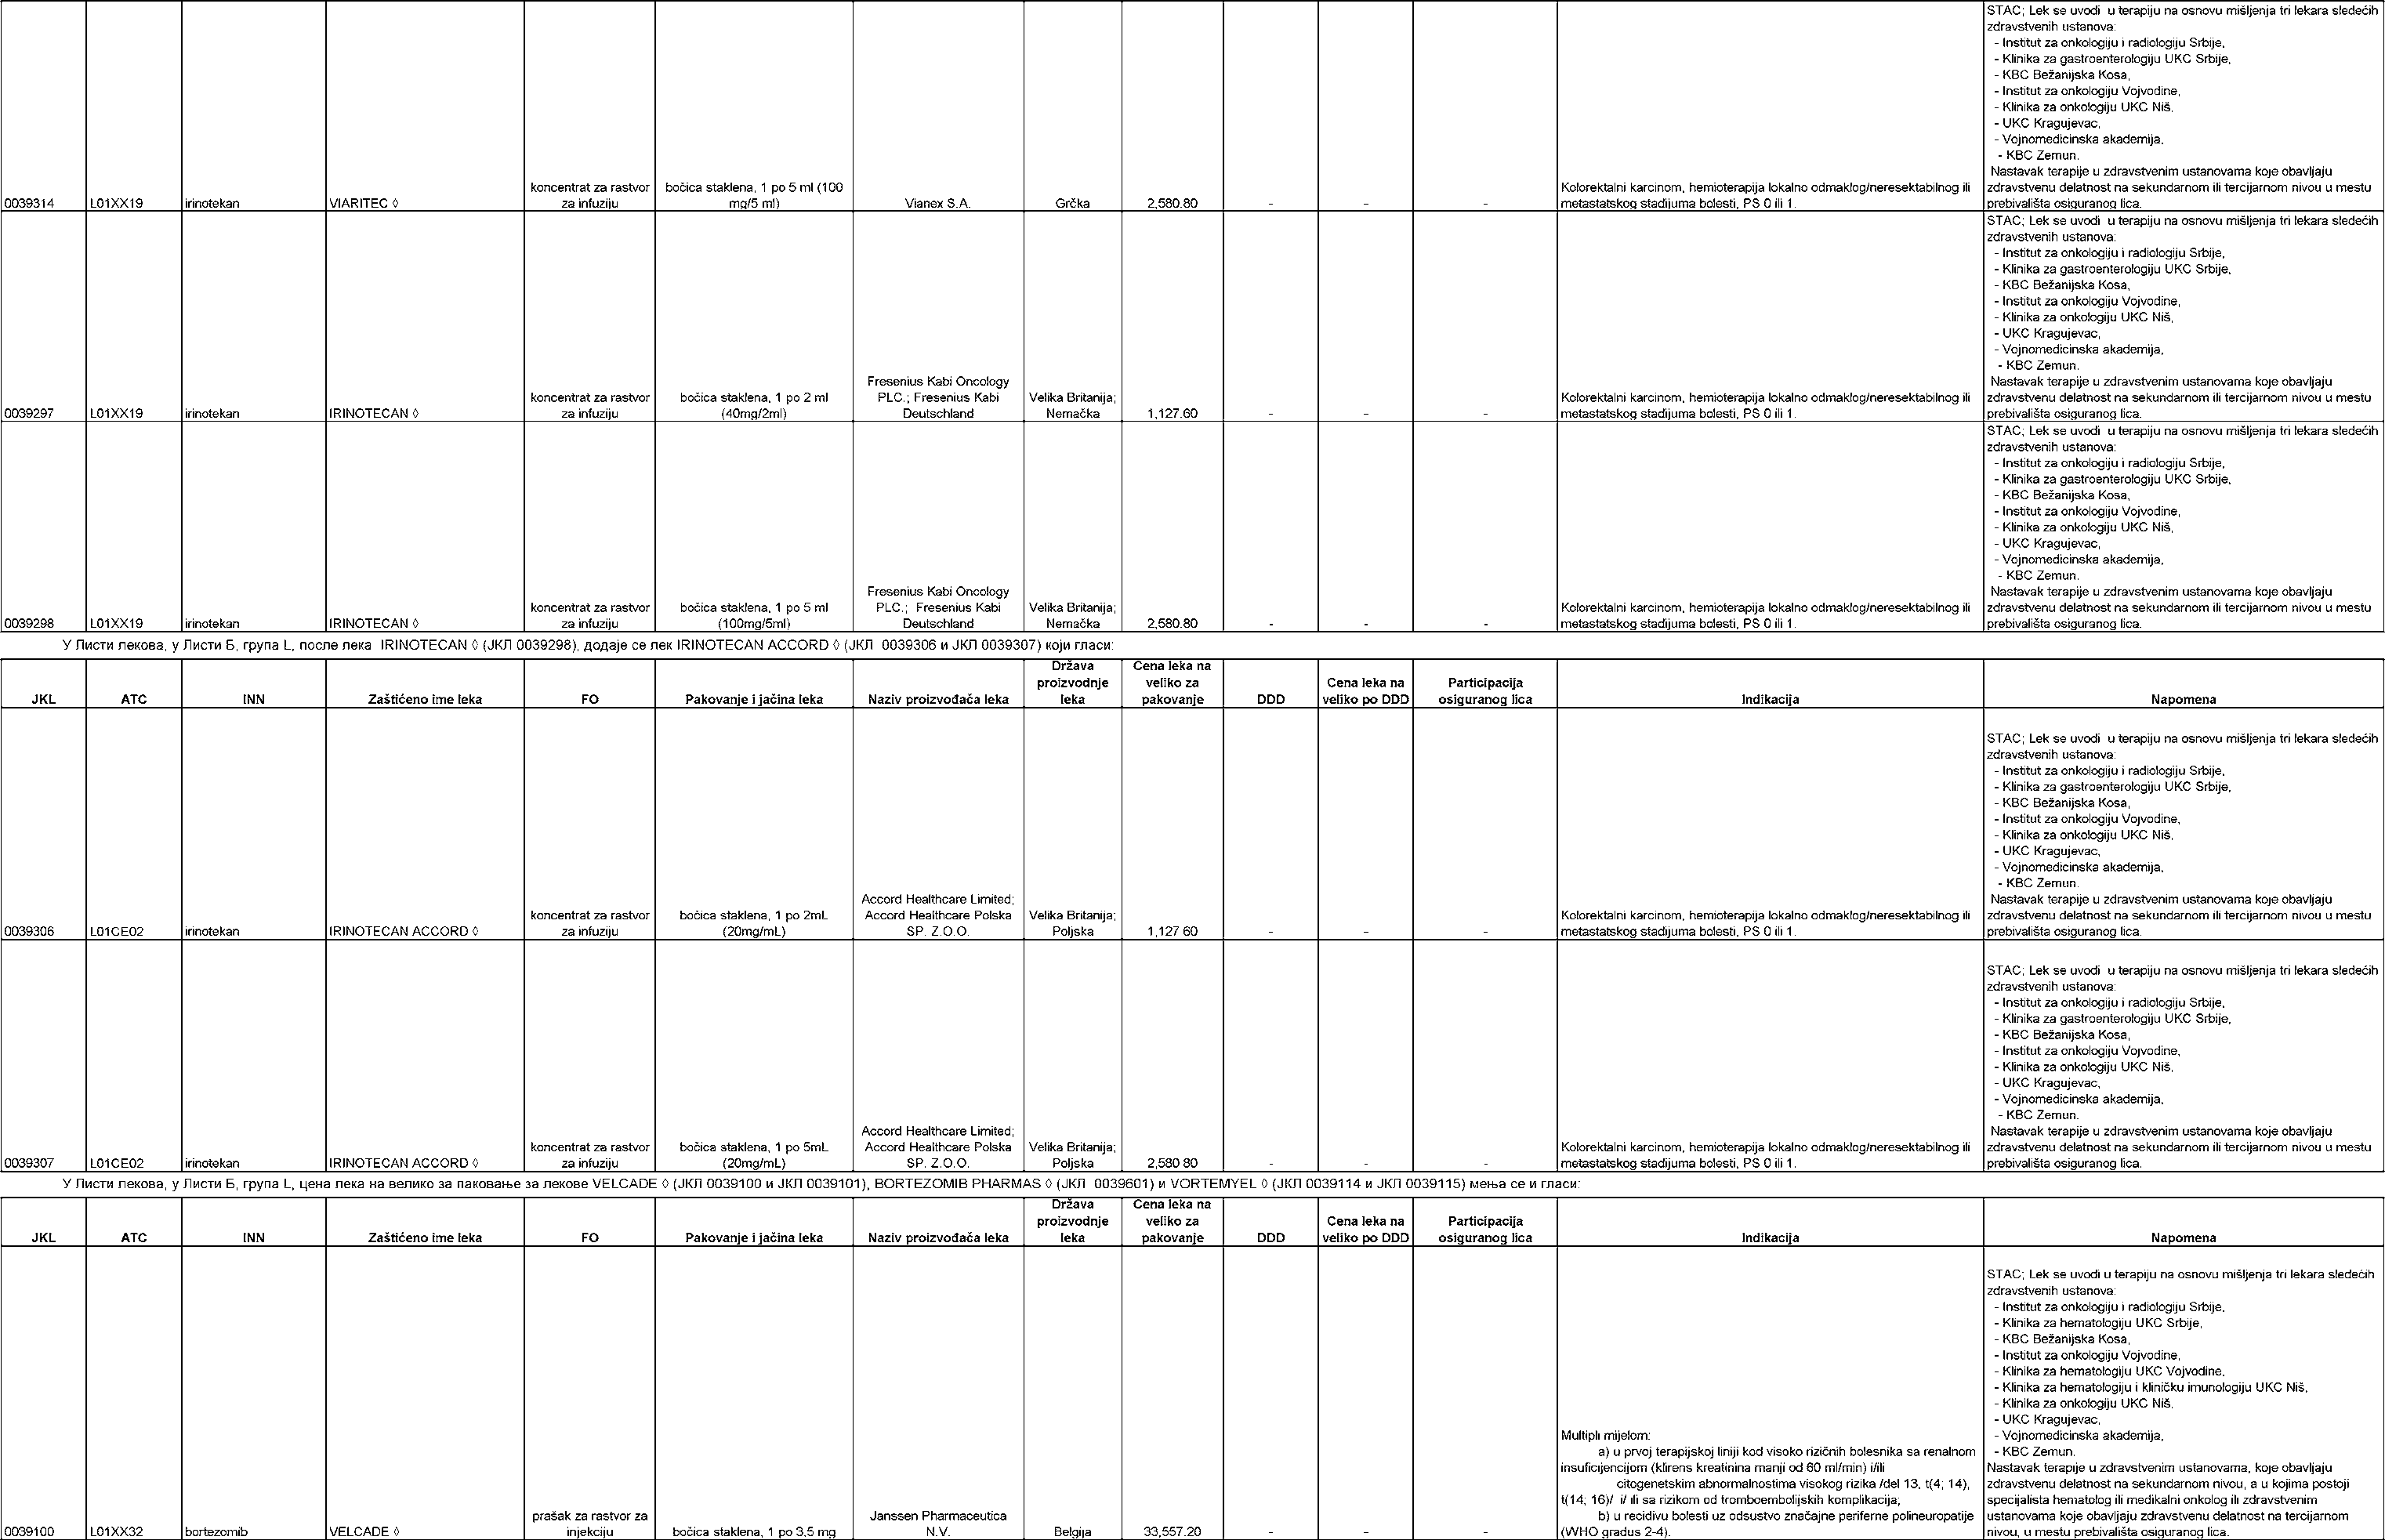 STAC; Lek se uvodi  u terapiju na osnovu mišljenja tri lekara sledećih
zdravstvenih ustanova:
- Institut za onkologiju i radiologiju Srbije,
- Klinika za gastroenterologiju UKC Srbije,
- KBC Bežanijska Kosa,
- Institut za onkologiju Vojvodine,
- Klinika za onkologiju UKC Niš,
- UKC Kragujevac,
- Vojnomedicinska akademija,
- KBC Zemun.
Nastavak terapije u zdravstvenim ustanovama koje obavljaju
zdravstvenu delatnost na sekundarnom ili tercijarnom nivou u mestu
prebivališta osiguranog lica.
0039314 L01XX19 irinotekan VIARITEC ◊
koncentrat za rastvor
za infuziju
bočica staklena, 1 po 5 ml (100
mg/5 ml)
Vianex S.A. Grčka 2,580.80 - - -
Kolorektalni karcinom, hemioterapija lokalno odmaklog/neresektabilnog ili
metastatskog stadijuma bolesti, PS 0 ili 1.
STAC; Lek se uvodi  u terapiju na osnovu mišljenja tri lekara sledećih
zdravstvenih ustanova:
- Institut za onkologiju i radiologiju Srbije,
- Klinika za gastroenterologiju UKC Srbije,
- KBC Bežanijska Kosa,
- Institut za onkologiju Vojvodine,
- Klinika za onkologiju UKC Niš,
- UKC Kragujevac,
- Vojnomedicinska akademija,
- KBC Zemun.
Nastavak terapije u zdravstvenim ustanovama koje obavljaju
zdravstvenu delatnost na sekundarnom ili tercijarnom nivou u mestu
prebivališta osiguranog lica.
0039297 L01XX19 irinotekan IRINOTECAN ◊
koncentrat za rastvor
za infuziju
bočica staklena, 1 po 2 ml
(40mg/2ml)
Fresenius Kabi Oncology
PLC.; Fresenius Kabi
Deutschland
Velika Britanija;
Nemačka
1,127.60 - - -
Kolorektalni karcinom, hemioterapija lokalno odmaklog/neresektabilnog ili
metastatskog stadijuma bolesti, PS 0 ili 1.
STAC; Lek se uvodi  u terapiju na osnovu mišljenja tri lekara sledećih
zdravstvenih ustanova:
- Institut za onkologiju i radiologiju Srbije,
- Klinika za gastroenterologiju UKC Srbije,
- KBC Bežanijska Kosa,
- Institut za onkologiju Vojvodine,
- Klinika za onkologiju UKC Niš,
- UKC Kragujevac,
- Vojnomedicinska akademija,
- KBC Zemun.
Nastavak terapije u zdravstvenim ustanovama koje obavljaju
zdravstvenu delatnost na sekundarnom ili tercijarnom nivou u mestu
prebivališta osiguranog lica.
0039298 L01XX19 irinotekan IRINOTECAN ◊
koncentrat za rastvor
za infuziju
bočica staklena, 1 po 5 ml
(100mg/5ml)
Fresenius Kabi Oncology
PLC.;  Fresenius Kabi
Deutschland
Velika Britanija;
Nemačka
2,580.80 - - -
Kolorektalni karcinom, hemioterapija lokalno odmaklog/neresektabilnog ili
metastatskog stadijuma bolesti, PS 0 ili 1.
У Листи лекова, у Листи Б, група L, после лека  IRINOTECAN ◊ (ЈКЛ 0039298), додаје се лек IRINOTECAN ACCORD ◊ (ЈКЛ  0039306 и ЈКЛ 0039307) који гласи:
JKL ATC INN Zaštićeno ime leka FO Pakovanje i jačina leka Naziv proizvođača leka
Država
proizvodnje
leka
Cena leka na
veliko za
pakovanje
DDD
Cena leka na
veliko po DDD
Participacija
osiguranog lica
Indikacija Napomena
STAC; Lek se uvodi  u terapiju na osnovu mišljenja tri lekara sledećih
zdravstvenih ustanova:
- Institut za onkologiju i radiologiju Srbije,
- Klinika za gastroenterologiju UKC Srbije,
- KBC Bežanijska Kosa,
- Institut za onkologiju Vojvodine,
- Klinika za onkologiju UKC Niš,
- UKC Kragujevac,
- Vojnomedicinska akademija,
- KBC Zemun.
Nastavak terapije u zdravstvenim ustanovama koje obavljaju
zdravstvenu delatnost na sekundarnom ili tercijarnom nivou u mestu
prebivališta osiguranog lica.
0039306 L01CE02 irinotekan IRINOTECAN ACCORD ◊
koncentrat za rastvor
za infuziju
bočica staklena, 1 po 2mL
(20mg/mL)
Accord Healthcare Limited;
Accord Healthcare Polska
SP. Z.O.O.
Velika Britanija;
Poljska
1,127.60 - - -
Kolorektalni karcinom, hemioterapija lokalno odmaklog/neresektabilnog ili
metastatskog stadijuma bolesti, PS 0 ili 1.
STAC; Lek se uvodi  u terapiju na osnovu mišljenja tri lekara sledećih
zdravstvenih ustanova:
- Institut za onkologiju i radiologiju Srbije,
- Klinika za gastroenterologiju UKC Srbije,
- KBC Bežanijska Kosa,
- Institut za onkologiju Vojvodine,
- Klinika za onkologiju UKC Niš,
- UKC Kragujevac,
- Vojnomedicinska akademija,
- KBC Zemun.
Nastavak terapije u zdravstvenim ustanovama koje obavljaju
zdravstvenu delatnost na sekundarnom ili tercijarnom nivou u mestu
prebivališta osiguranog lica.
0039307 L01CE02 irinotekan IRINOTECAN ACCORD ◊
koncentrat za rastvor
za infuziju
bočica staklena, 1 po 5mL
(20mg/mL)
Accord Healthcare Limited;
Accord Healthcare Polska
SP. Z.O.O.
Velika Britanija;
Poljska
2,580.80 - - -
Kolorektalni karcinom, hemioterapija lokalno odmaklog/neresektabilnog ili
metastatskog stadijuma bolesti, PS 0 ili 1.
У Листи лекова, у Листи Б, група L, цена лека на велико за паковање за лекове VELCADE ◊ (ЈКЛ 0039100 и ЈКЛ 0039101), BORTEZOMIB PHARMAS ◊ (ЈКЛ  0039601) и VORTEMYEL ◊ (ЈКЛ 0039114 и ЈКЛ 0039115) мења се и гласи:
JKL ATC INN Zaštićeno ime leka FO Pakovanje i jačina leka Naziv proizvođača leka
Država
proizvodnje
leka
Cena leka na
veliko za
pakovanje
DDD
Cena leka na
veliko po DDD
Participacija
osiguranog lica
Indikacija Napomena
STAC; Lek se uvodi u terapiju na osnovu mišljenja tri lekara sledećih
zdravstvenih ustanova:
- Institut za onkologiju i radiologiju Srbije,
- Klinika za hematologiju UKC Srbije,
- KBC Bežanijska Kosa,
- Institut za onkologiju Vojvodine,
- Klinika za hematologiju UKC Vojvodine,
- Klinika za hematologiju i kliničku imunologiju UKC Niš,
- Klinika za onkologiju UKC Niš,
- UKC Kragujevac,
- Vojnomedicinska akademija,
- KBC Zemun.
Nastavak terapije u zdravstvenim ustanovama, koje obavljaju
zdravstvenu delatnost na sekundarnom nivou, a u kojima postoji
specijalista hematolog ili medikalni onkolog ili zdravstvenim
ustanovama koje obavljaju zdravstvenu delatnost na tercijarnom
nivou, u mestu prebivališta osiguranog lica.
0039100 L01XX32 bortezomib VELCADE ◊
prašak za rastvor za
injekciju
bočica staklena, 1 po 3,5 mg
Janssen Pharmaceutica
N.V.
Belgija 33,557.20 - - -
Multipli mijelom:
a) u prvoj terapijskoj liniji kod visoko rizičnih bolesnika sa renalnom
insuficijencijom (klirens kreatinina manji od 60 ml/min) i/ili
citogenetskim abnormalnostima visokog rizika /del 13, t(4; 14),
t(14; 16)/  i/ ili sa rizikom od tromboembolijskih komplikacija;
b) u recidivu bolesti uz odsustvo značajne periferne polineuropatije
(WHO gradus 2-4).